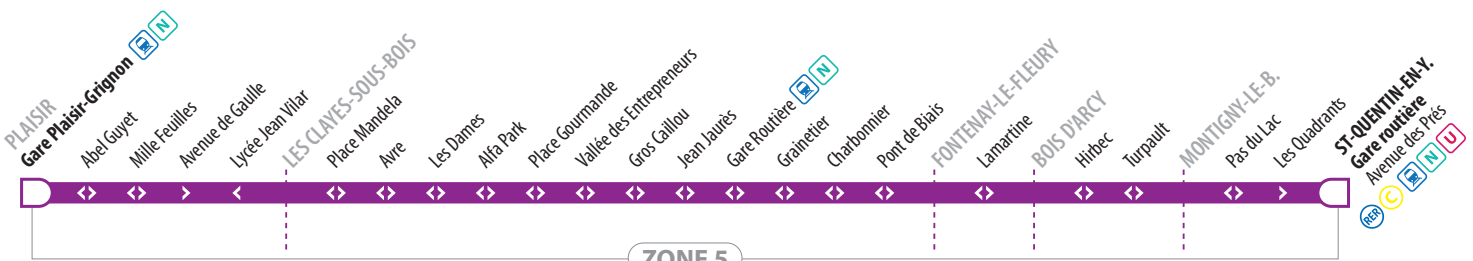 PLAISIR
Gare Plaisir-Grignon N
Abel Guyet
Mille Feuilles
Avenue de Gaulle
Lycée Jean Vilar
LES CLAYES-SOUS-BOIS
Place Mandela
Avre
Les Dames
Alfa Park
Place Gourmande
Vallée des Entrepreneurs
Gros Caillou
Jean Jaurès
Gare Routière N
Grainetier
Charbonnier
Pont de Biais
FONTENAY-LE-FLEURY
Lamartine
BOIS D'ARCY
Hirbec
Turpault
MONTIGNY-LE-B.
Pas du Lac
Les Quadrants
ST-QUENTIN-EN-Y.
Gare routière
Avenue des Prés
RER C N U
ZONE 5